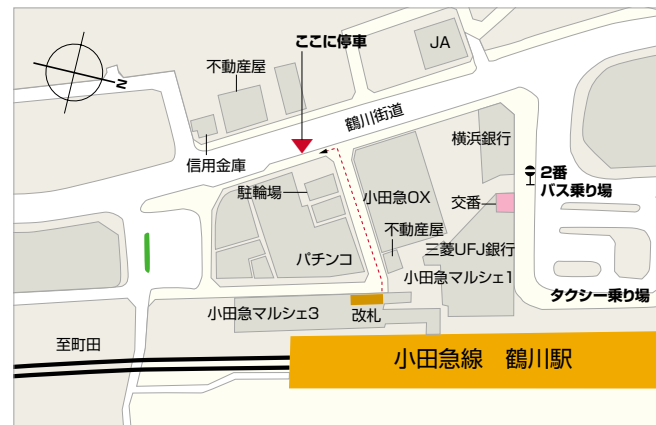 ここに停車
JA
不動産屋
N
鶴川街道
信用金庫
横浜銀行
2番
バス乗り場
駐輪場
小田急OX
交番
不動産屋
パチンコ
三菱UFJ銀行
小田急マルシェ1
タクシー乗り場
小田急マルシェ3
改札
至町田
小田急線　鶴川駅